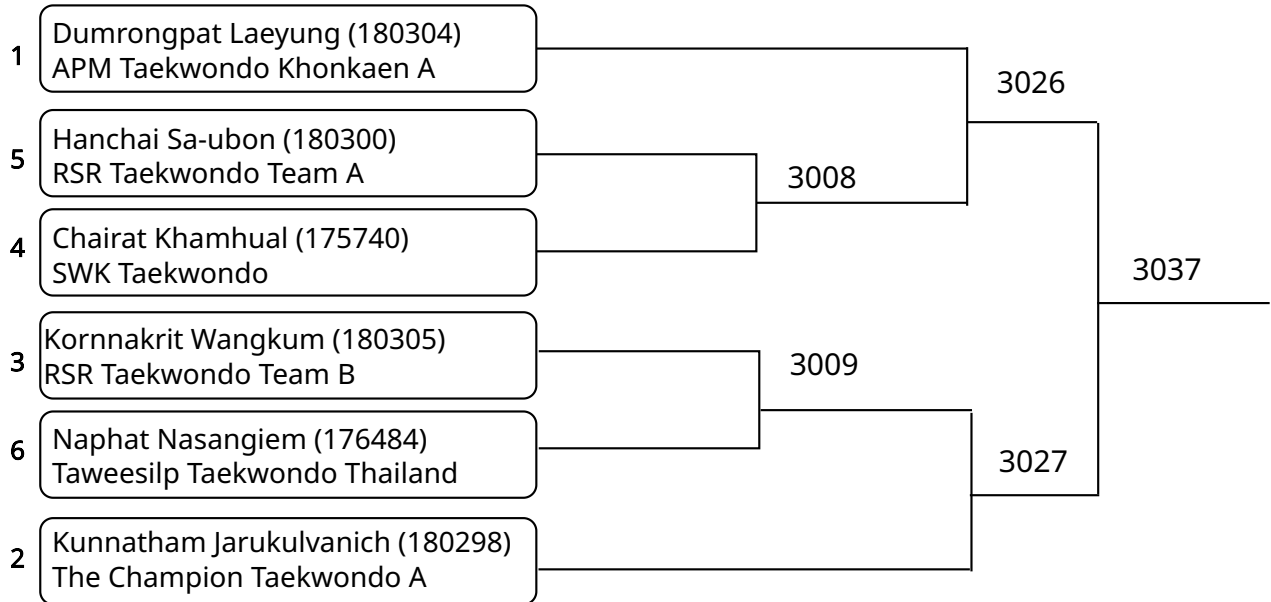 1
Dumrongpat Laeyung (180304)
APM Taekwondo Khonkaen A
3026
5
Hanchai Sa-ubon (180300)
RSR Taekwondo Team A
3008
4
Chairat Khamhual (175740)
SWK Taekwondo
3037
3
Kornnakrit Wangkum (180305)
RSR Taekwondo Team B
3009
6
Naphat Nasangiem (176484)
Taweesilp Taekwondo Thailand
3027
2
Kunnatham Jarukulvanich (180298)
The Champion Taekwondo A